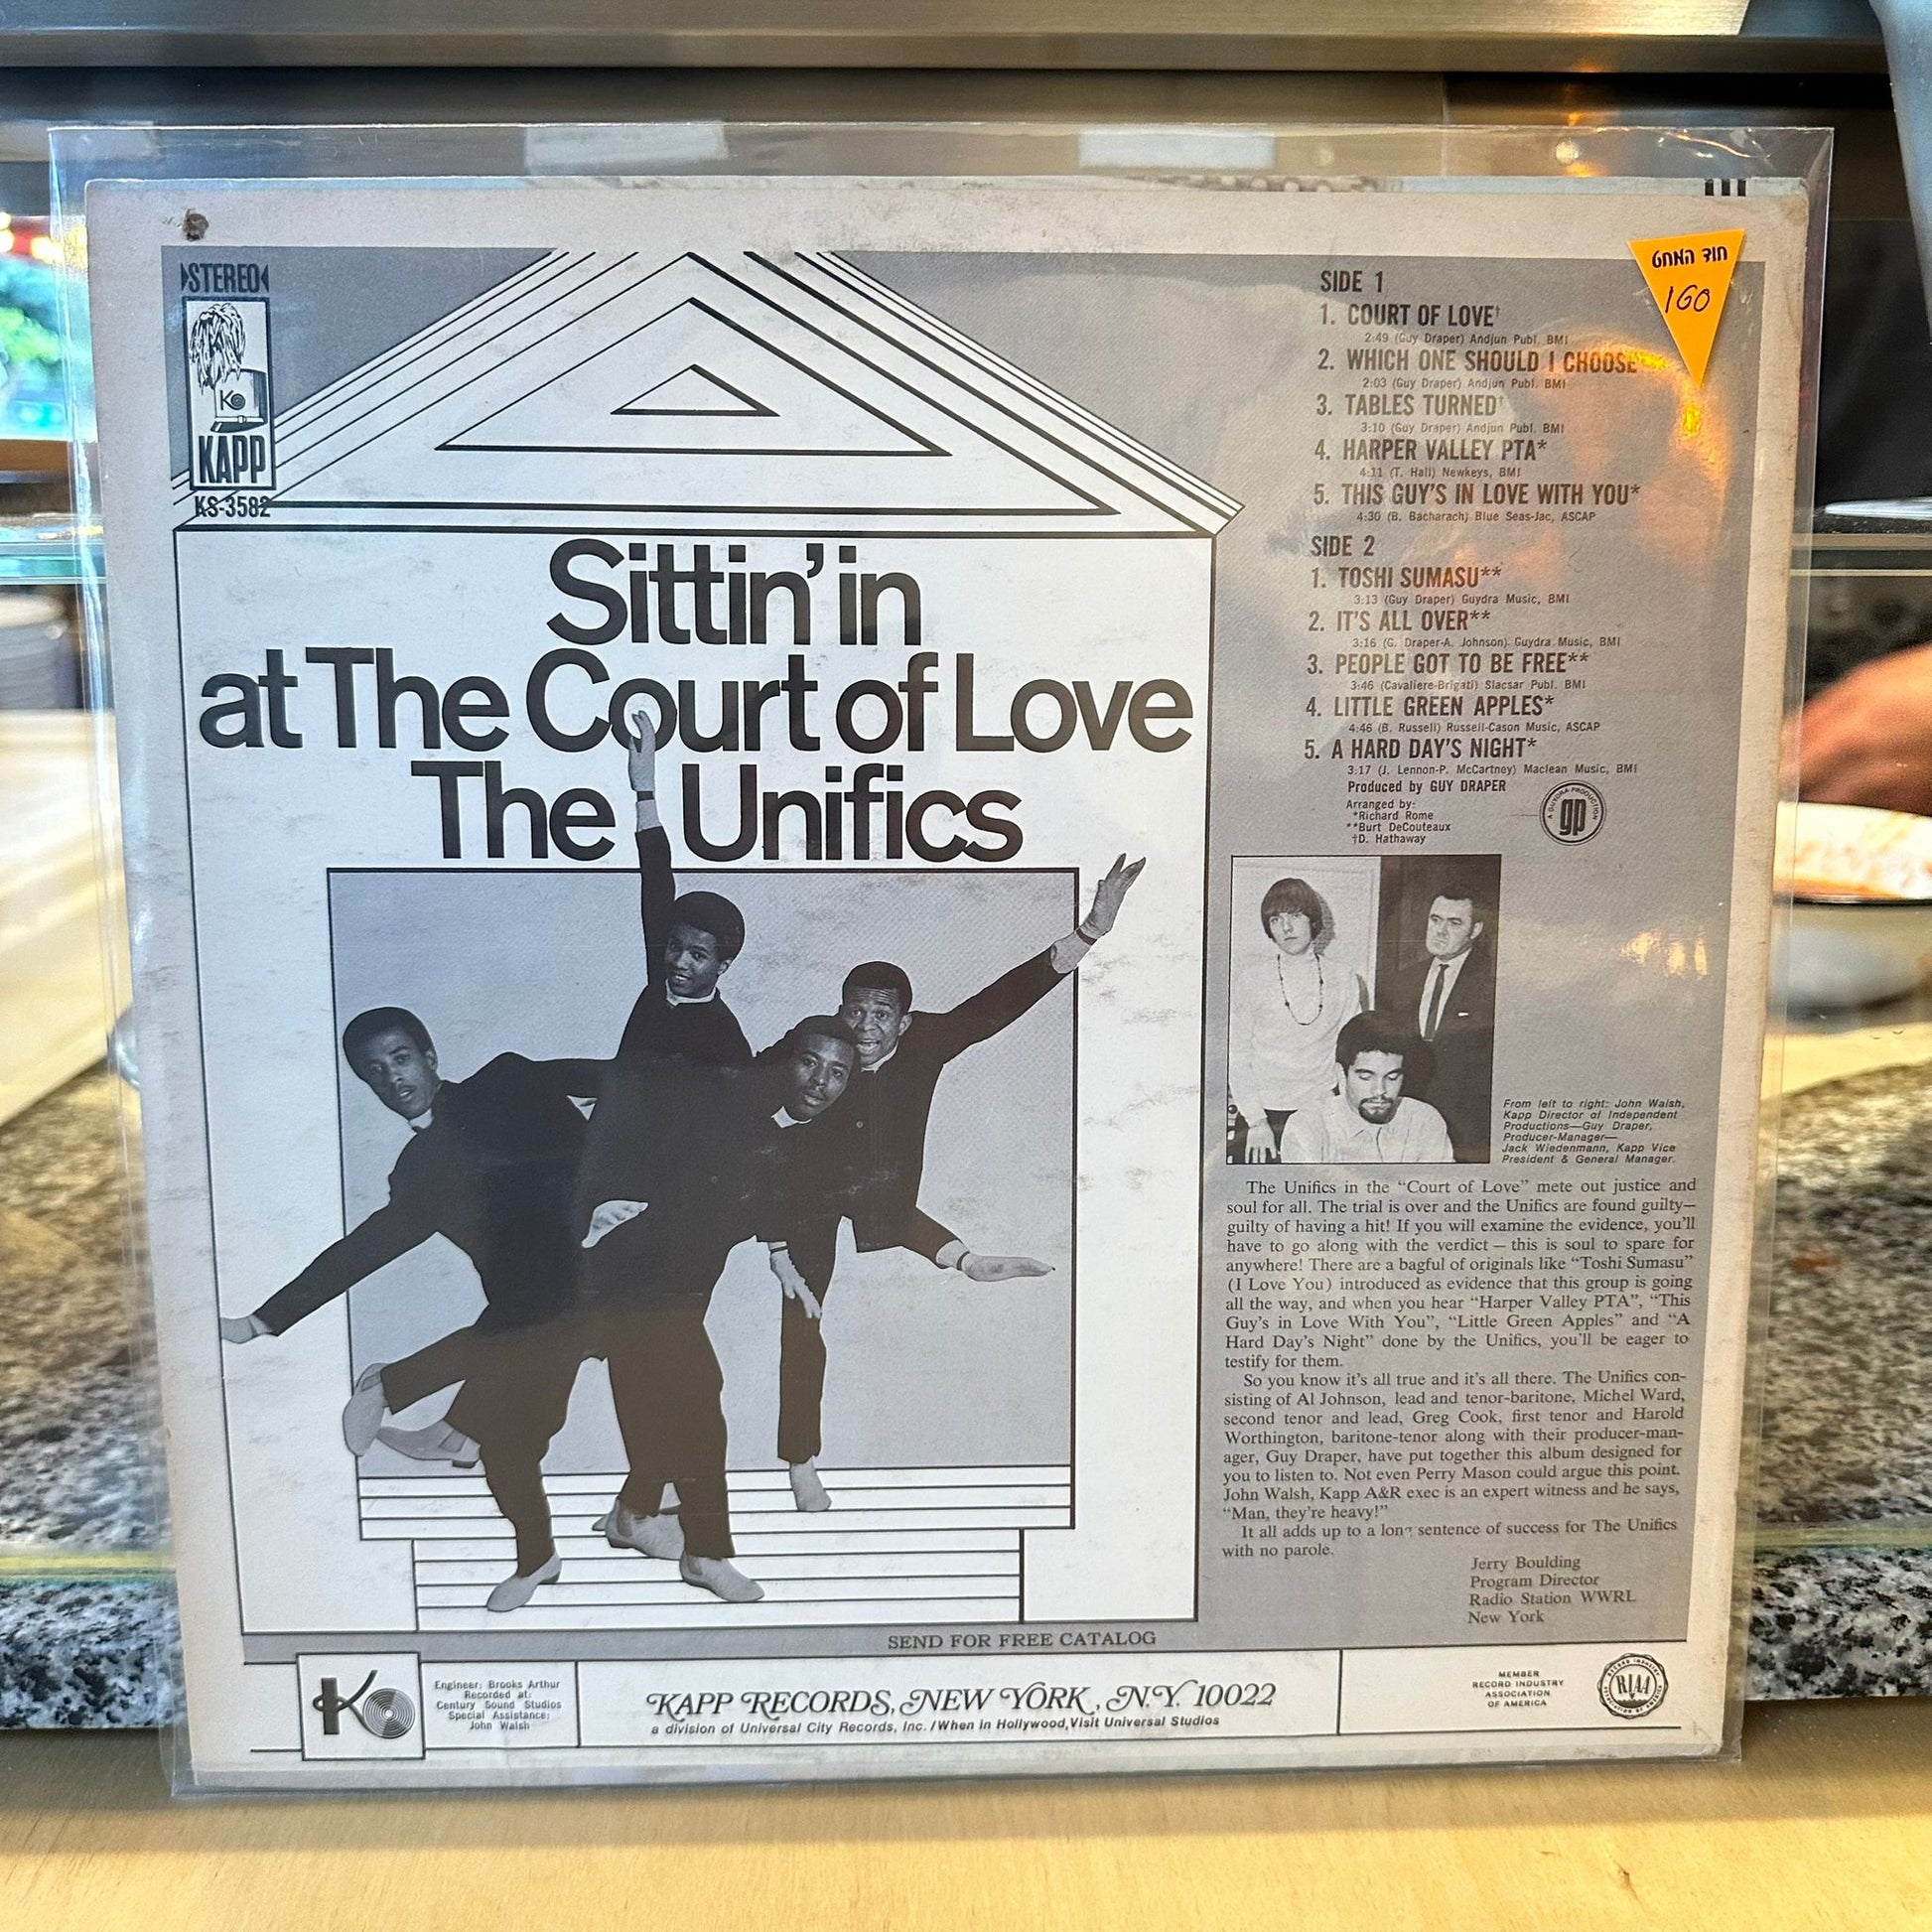 STEREO
K
KAPP
KS-3582
Sittin' in
at The Court of Love
The Unifics
חוד המחט
160
SIDE 1
1. COURT OF LOVE†
2:49 (Guy Draper) Andjun Publ. BMI
2. WHICH ONE SHOULD I CHOOSE
2:03 (Guy Draper) Andjun Publ. BMI
3. TABLES TURNED†
3:10 (Guy Draper) Andjun Publ. BMI
4. HARPER VALLEY PTA*
4:11 (T. Hall) Newkeys, BMI
5. THIS GUY'S IN LOVE WITH YOU*
4:30 (B. Bacharach) Blue Seas-Jac, ASCAP
SIDE 2
1. TOSHI SUMASU**
3:13 (Guy Draper) Guydra Music, BMI
2. IT'S ALL OVER**
3:16 (G. Draper-A. Johnson) Guydra Music, BMI
3. PEOPLE GOT TO BE FREE**
3:46 (Cavaliere-Brigati) Slacsar Publ. BMI
4. LITTLE GREEN APPLES*
4:46 (B. Russell) Russell-Cason Music, ASCAP
5. A HARD DAY'S NIGHT*
3:17 (J. Lennon-P. McCartney) Maclean Music, BMI
Produced by GUY DRAPER
Arranged by:
*Richard Rome
**Burt DeCouteaux
†D. Hathaway
A GUYDRA PRODUCTION
gp
From left to right: John Walsh,
Kapp Director of Independent
Productions—Guy Draper,
Producer-Manager—
Jack Wiedenmann, Kapp Vice
President & General Manager.
The Unifics in the "Court of Love" mete out justice and
soul for all. The trial is over and the Unifics are found guilty—
guilty of having a hit! If you will examine the evidence, you'll
have to go along with the verdict — this is soul to spare for
anywhere! There are a bagful of originals like "Toshi Sumasu"
(I Love You) introduced as evidence that this group is going
all the way, and when you hear "Harper Valley PTA", "This
Guy's in Love With You", "Little Green Apples" and "A
Hard Day's Night" done by the Unifics, you'll be eager to
testify for them.
So you know it's all true and it's all there. The Unifics con-
sisting of Al Johnson, lead and tenor-baritone, Michel Ward,
second tenor and lead, Greg Cook, first tenor and Harold
Worthington, baritone-tenor along with their producer-man-
ager, Guy Draper, have put together this album designed for
you to listen to. Not even Perry Mason could argue this point.
John Walsh, Kapp A&R exec is an expert witness and he says,
"Man, they're heavy!"
It all adds up to a long sentence of success for The Unifics
with no parole.
Jerry Boulding
Program Director
Radio Station WWRL
New York
SEND FOR FREE CATALOG
K
Engineer: Brooks Arthur
Recorded at:
Century Sound Studios
Special Assistance:
John Walsh
KAPP RECORDS, NEW YORK, N.Y. 10022
a division of Universal City Records, Inc. / When in Hollywood, Visit Universal Studios
MEMBER
RECORD INDUSTRY
ASSOCIATION
OF AMERICA
RIAA